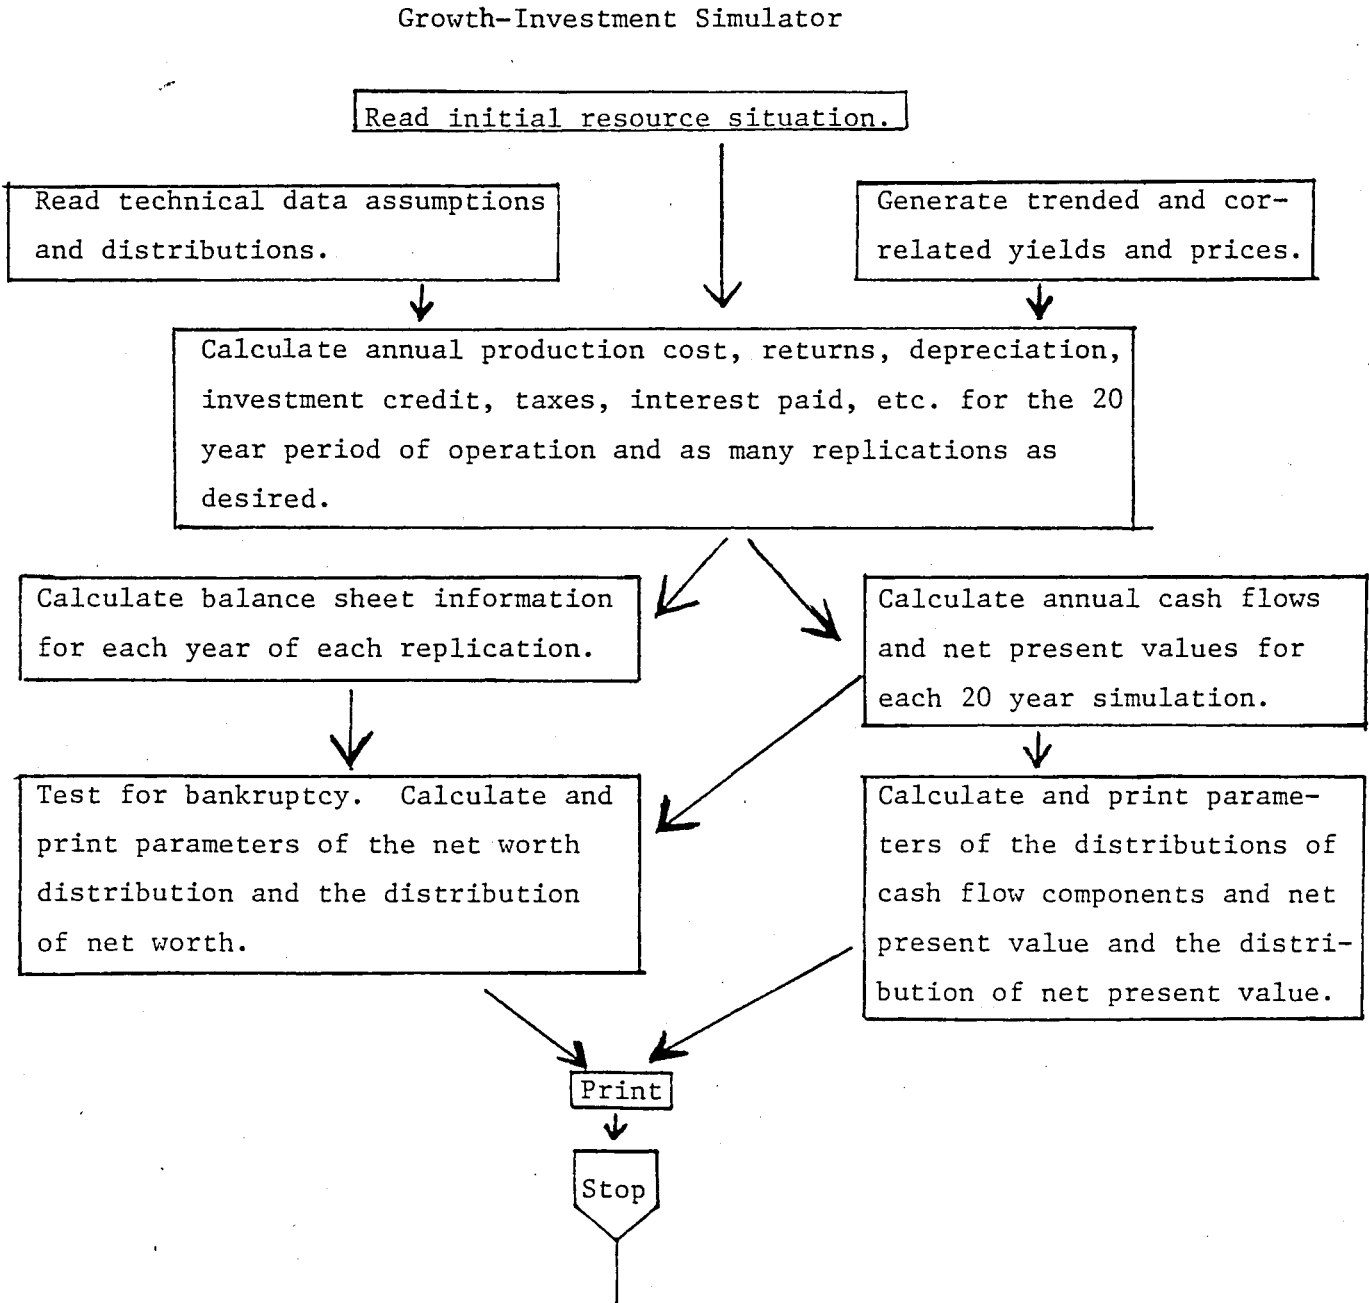 Growth-Investment Simulator
Read initial resource situation.
Read technical data assumptions
and distributions.
Generate trended and cor-
related yields and prices.
Calculate annual production cost, returns, depreciation,
investment credit, taxes, interest paid, etc. for the 20
year period of operation and as many replications as
desired.
Calculate balance sheet information
for each year of each replication.
Calculate annual cash flows
and net present values for
each 20 year simulation.
Test for bankruptcy. Calculate and
print parameters of the net worth
distribution and the distribution
of net worth.
Calculate and print parame-
ters of the distributions of
cash flow components and net
present value and the distri-
bution of net present value.
Print
Stop